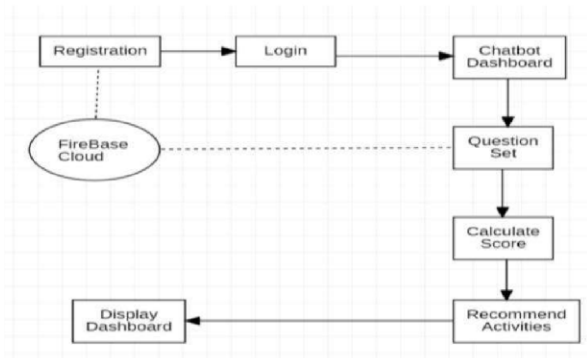 Registration
Login
Chatbot
Dashboard
FireBase
Cloud
Question
Set
Calculate
Score
Display
Dashboard
Recommend
Activities